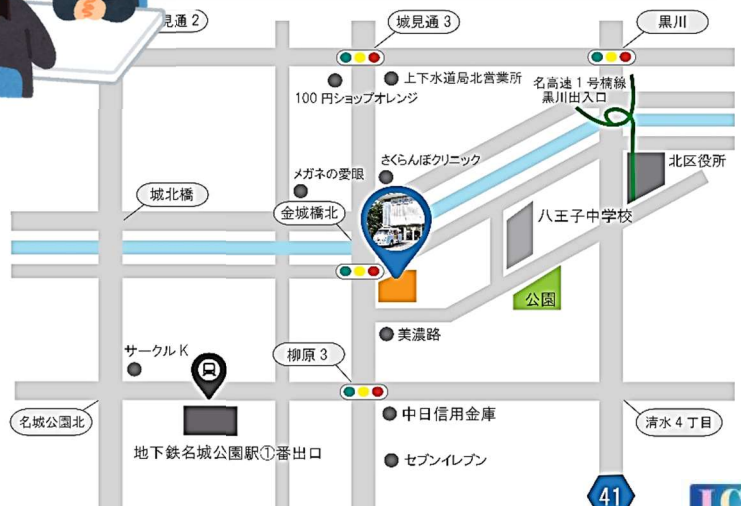 見通 2
城見通 3
黒川
上下水道局北営業所
100 円ショップオレンジ
名高速 1 号楠線
黒川出入口
さくらんぼクリニック
メガネの愛眼
北区役所
城北橋
金城橋北
八王子中学校
公園
美濃路
サークル K
柳原 3
名城公園北
中日信用金庫
清水 4 丁目
地下鉄名城公園駅①番出口
セブンイレブン
41